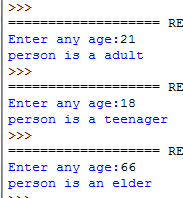 >>>
=================== RE
Enter any age:21
person is a adult
>>>
=================== RE
Enter any age:18
person is a teenager
>>>
=================== RE
Enter any age:66
person is an elder
>>>